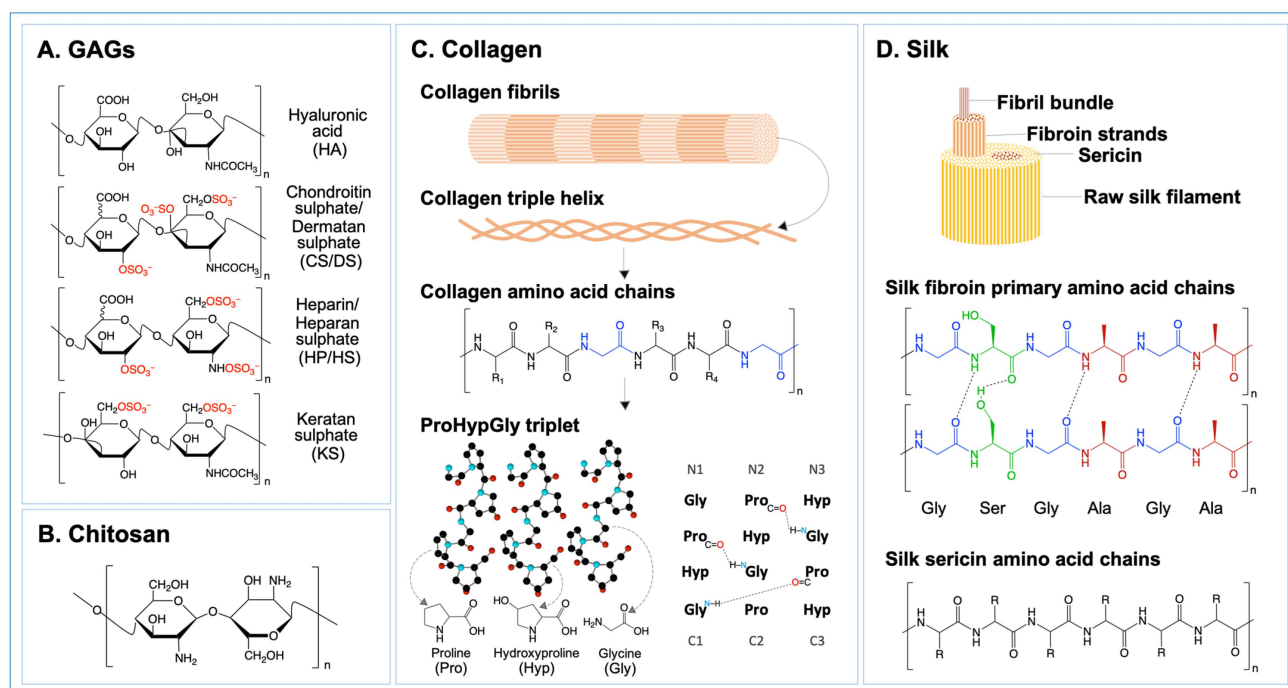 A. GAGs
COOH
CH₂OH
O
O
O
O
O
OH
OH
OH
NHCOCH₃
n
Hyaluronic
acid
(HA)
COOH
O₃⁻SO
CH₂OSO₃⁻
O
O
O
O
O
OH
OSO₃⁻
NHCOCH₃
n
Chondroitin
sulphate/
Dermatan
sulphate
(CS/DS)
COOH
CH₂OSO₃⁻
O
O
O
O
O
OH
OH
OSO₃⁻
NHOSO₃⁻
n
Heparin/
Heparan
sulphate
(HP/HS)
CH₂OSO₃⁻
CH₂OSO₃⁻
OH
O
O
O
O
O
OH
OH
NHCOCH₃
n
Keratan
sulphate
(KS)
B. Chitosan
CH₂OH
OH
NH₂
O
O
O
O
OH
NH₂
CH₂OH
n
C. Collagen
Collagen fibrils
Collagen triple helix
Collagen amino acid chains
H
N
O
R₂
H
N
O
R₃
H
N
O
R₁
N
H
O
N
H
O
R₄
N
H
O
n
ProHypGly triplet
N1 N2 N3
Gly Pro C=O Hyp
Pro C=O Hyp H-N Gly
Hyp H-N Gly O=C Pro
Gly N-H Pro Hyp
C1 C2 C3
N
H
O
OH
HO
N
H
O
OH
H₂N
O
OH
Proline
(Pro)
Hydroxyproline
(Hyp)
Glycine
(Gly)
D. Silk
Fibril bundle
Fibroin strands
Sericin
Raw silk filament
Silk fibroin primary amino acid chains
HO
H
N
O
H
N
O
H
N
O
N
H
O
N
H
O
N
H
O
n
H
O
H
N
O
H
N
O
H
N
O
N
H
O
N
H
O
N
H
O
n
Gly Ser Gly Ala Gly Ala
Silk sericin amino acid chains
H
N
O
R
H
N
O
R
H
N
O
R
R
N
H
O
R
N
H
O
R
N
H
O
n